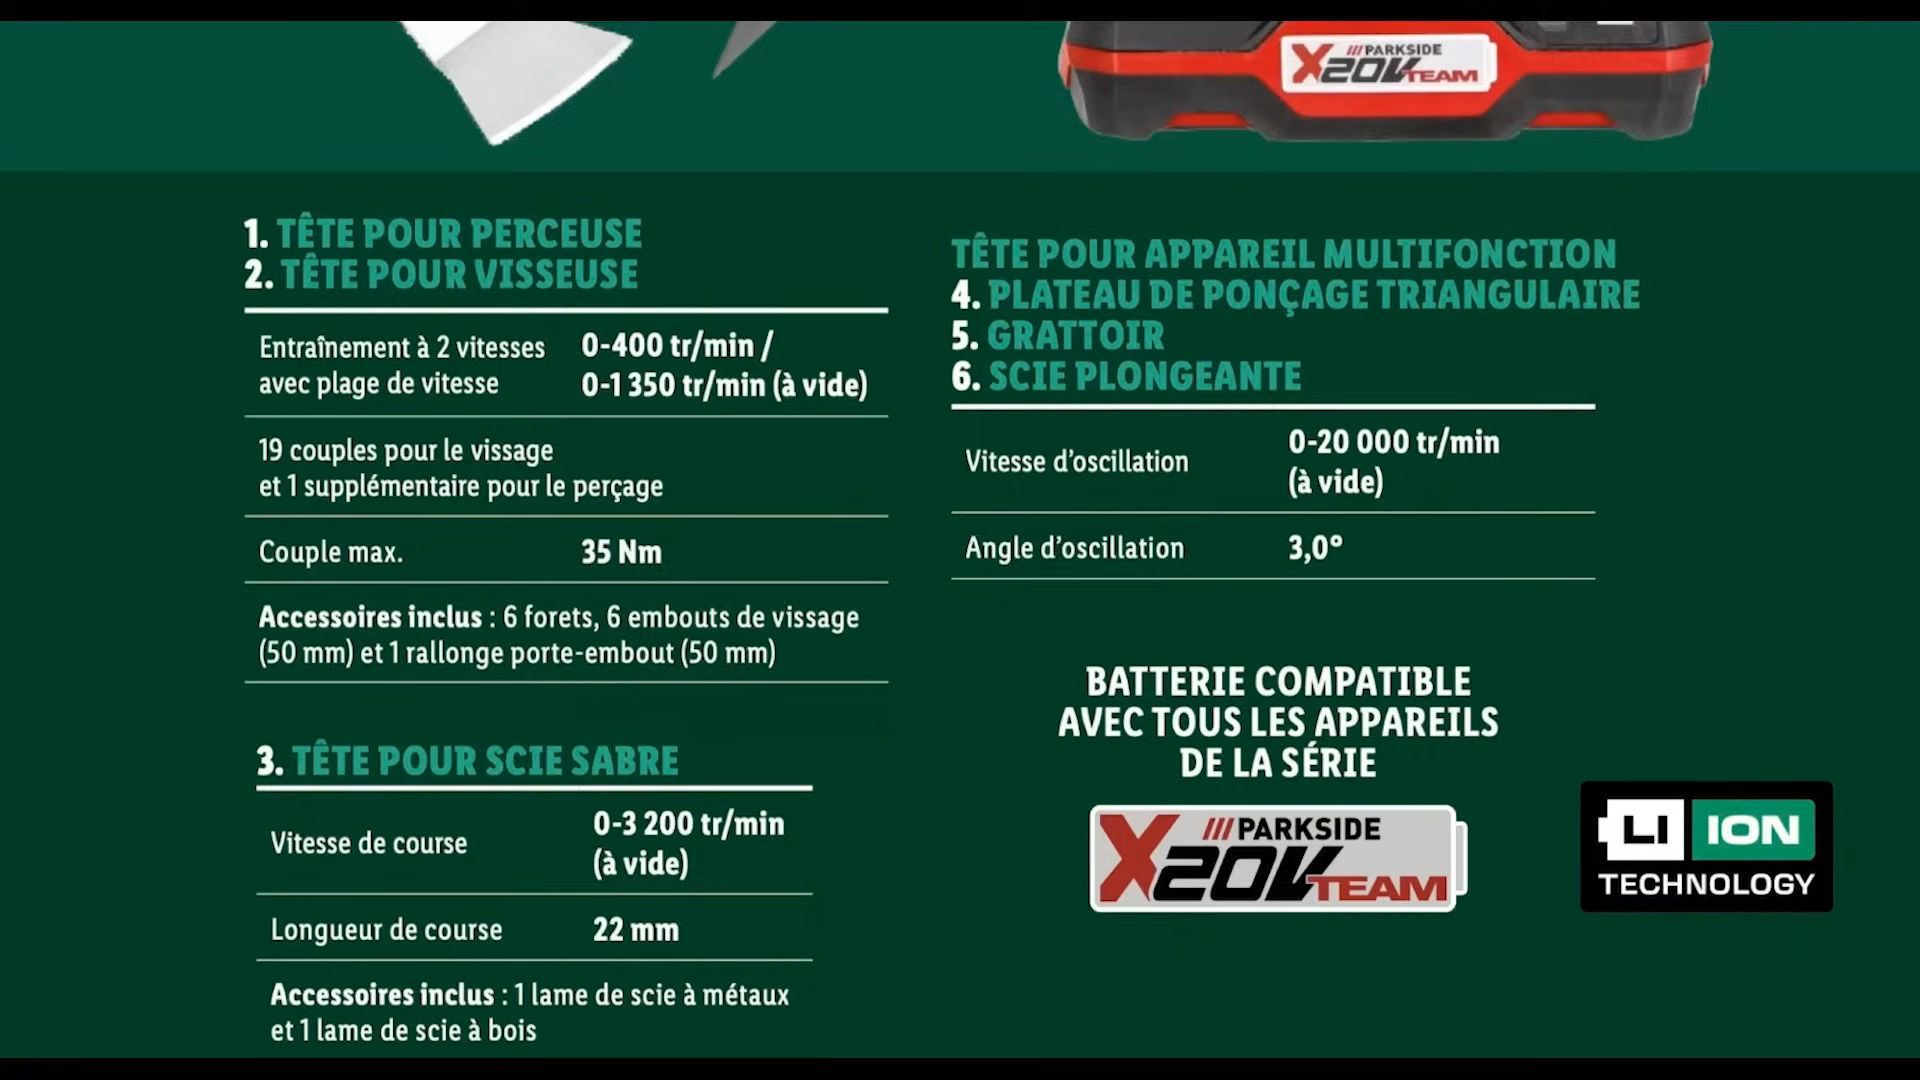 /// PARKSIDE
X20V TEAM
1. TÊTE POUR PERCEUSE
2. TÊTE POUR VISSEUSE
Entraînement à 2 vitesses 0-400 tr/min /
avec plage de vitesse 0-1 350 tr/min (à vide)
19 couples pour le vissage
et 1 supplémentaire pour le perçage
Couple max. 35 Nm
Accessoires inclus : 6 forets, 6 embouts de vissage
(50 mm) et 1 rallonge porte-embout (50 mm)
3. TÊTE POUR SCIE SABRE
Vitesse de course 0-3 200 tr/min
(à vide)
Longueur de course 22 mm
Accessoires inclus : 1 lame de scie à métaux
et 1 lame de scie à bois
TÊTE POUR APPAREIL MULTIFONCTION
4. PLATEAU DE PONÇAGE TRIANGULAIRE
5. GRATTOIR
6. SCIE PLONGEANTE
Vitesse d’oscillation 0-20 000 tr/min
(à vide)
Angle d’oscillation 3,0°
BATTERIE COMPATIBLE
AVEC TOUS LES APPAREILS
DE LA SÉRIE
/// PARKSIDE
X20V TEAM
LI ION
TECHNOLOGY